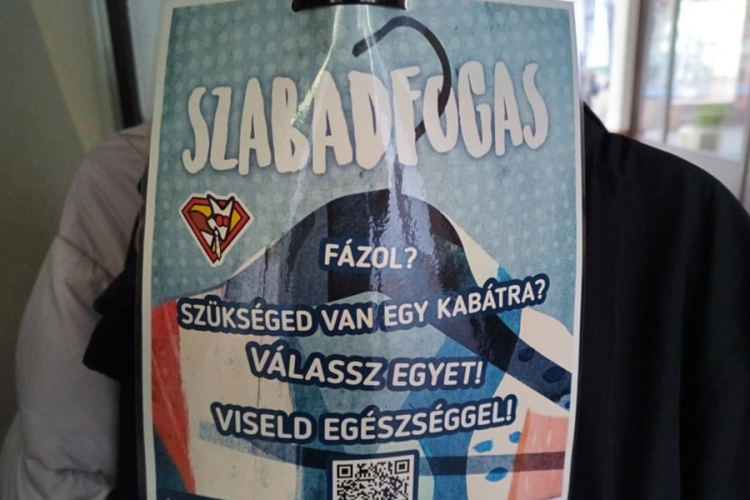 SZABADFOGAS
FÁZOL?
SZÜKSÉGED VAN EGY KABÁTRA?
VÁLASSZ EGYET!
VISELD EGÉSZSÉGGEL!